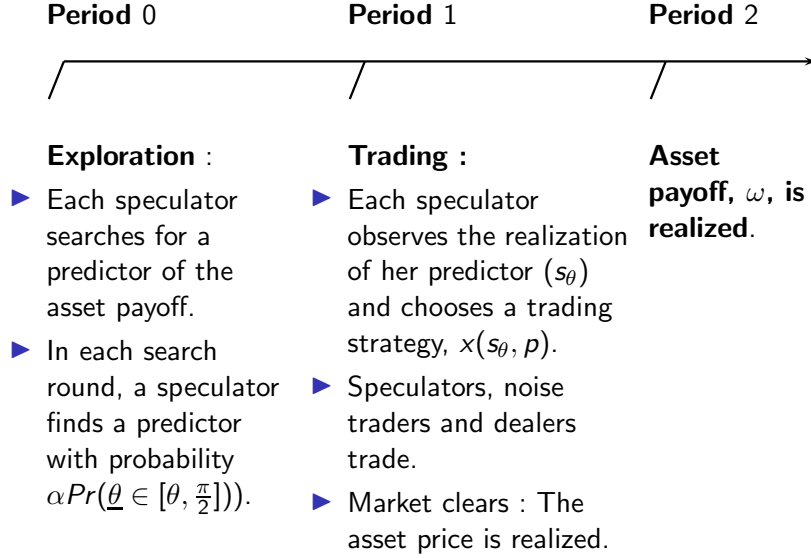 Period 0
Period 1
Period 2
Exploration :
▶ Each speculator
searches for a
predictor of the
asset payoff.
▶ In each search
round, a speculator
finds a predictor
with probability
αPr(θ̲ ∈ [θ, π/2])).
Trading :
▶ Each speculator
observes the realization
of her predictor (s_θ)
and chooses a trading
strategy, x(s_θ, p).
▶ Speculators, noise
traders and dealers
trade.
▶ Market clears : The
asset price is realized.
Asset
payoff, ω, is
realized.